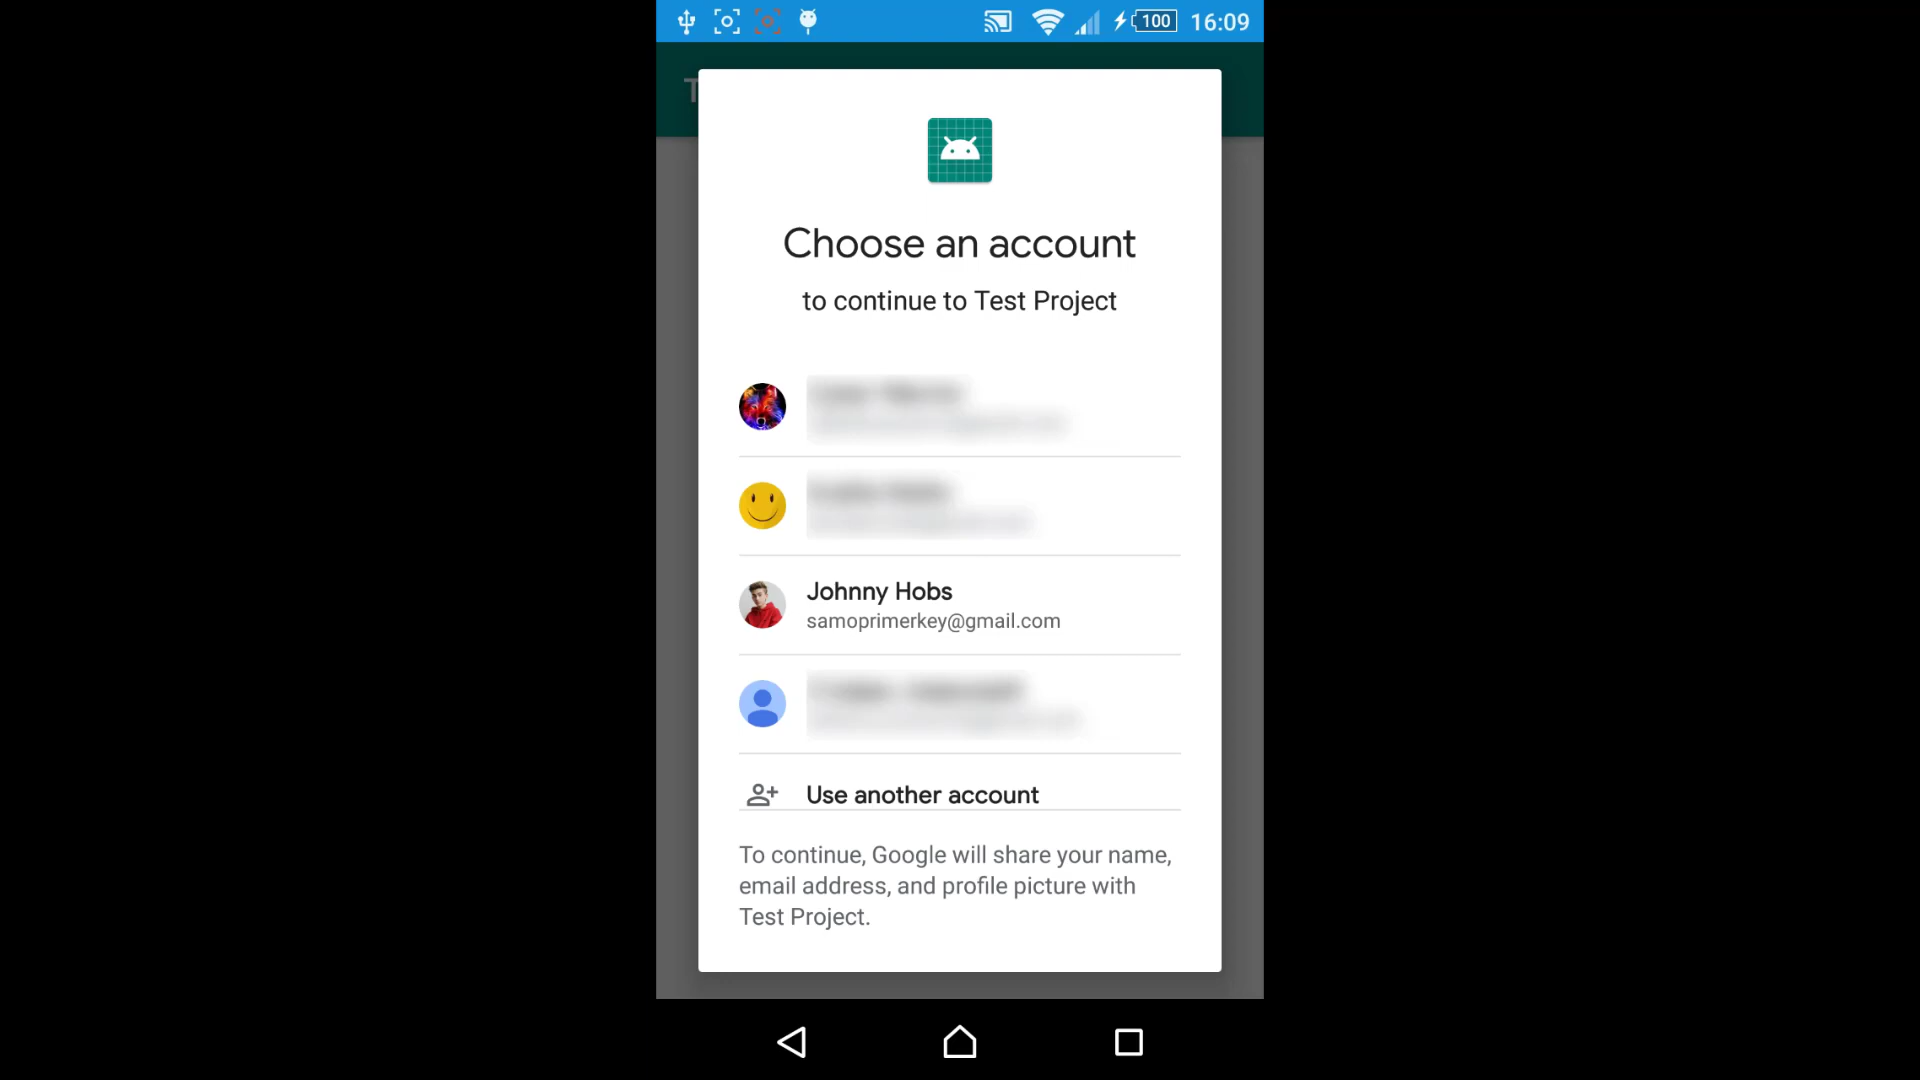 100 16:09
T
Choose an account
to continue to Test Project
Johnny Hobs
samoprimerkey@gmail.com
Use another account
To continue, Google will share your name,
email address, and profile picture with
Test Project.